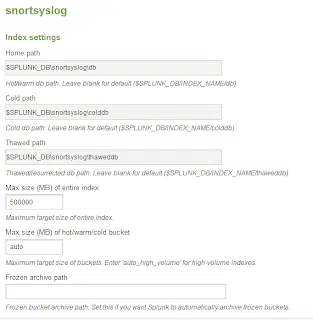 snortsyslog
Index settings
Home path
$SPLUNK_DB\snortsyslog\db
Hot/warm db path. Leave blank for default ($SPLUNK_DB/INDEX_NAME/db).
Cold path
$SPLUNK_DB\snortsyslog\colddb
Cold db path. Leave blank for default ($SPLUNK_DB/INDEX_NAME/colddb)
Thawed path
$SPLUNK_DB\snortsyslog\thaweddb
Thawed/resurrected db path. Leave blank for default ($SPLUNK_DB/INDEX_NAME/thaweddb)
Max size (MB) of entire index
500000
Maximum target size of entire index.
Max size (MB) of hot/warm/cold bucket
auto
Maximum target size of buckets. Enter 'auto_high_volume' for high-volume indexes.
Frozen archive path
Frozen bucket archive path. Set this if you want Splunk to automatically archive frozen buckets.